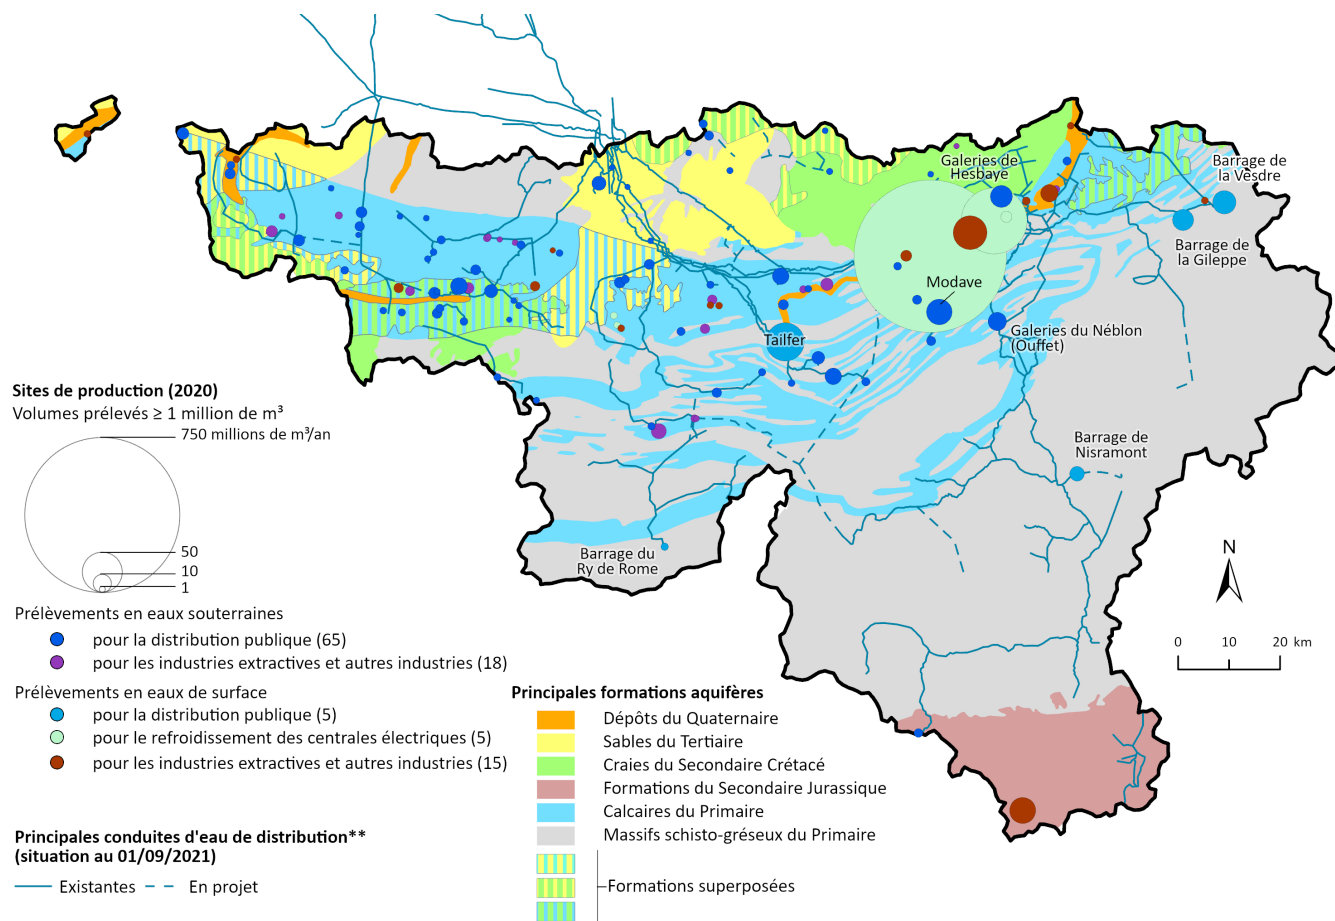 Galeries de
Hesbaye
Barrage de
la Vesdre
Barrage de
la Gileppe
Modave
Galeries du Néblon
(Ouffet)
Tailfer
Barrage de
Nisramont
Barrage du
Ry de Rome
Sites de production (2020)
Volumes prélevés ≥ 1 million de m³
750 millions de m³/an
50
10
1
Prélèvements en eaux souterraines
pour la distribution publique (65)
pour les industries extractives et autres industries (18)
Prélèvements en eaux de surface
pour la distribution publique (5)
pour le refroidissement des centrales électriques (5)
pour les industries extractives et autres industries (15)
Principales conduites d'eau de distribution**
(situation au 01/09/2021)
Existantes
En projet
Principales formations aquifères
Dépôts du Quaternaire
Sables du Tertiaire
Craies du Secondaire Crétacé
Formations du Secondaire Jurassique
Calcaires du Primaire
Massifs schisto-gréseux du Primaire
Formations superposées
N
0 10 20 km